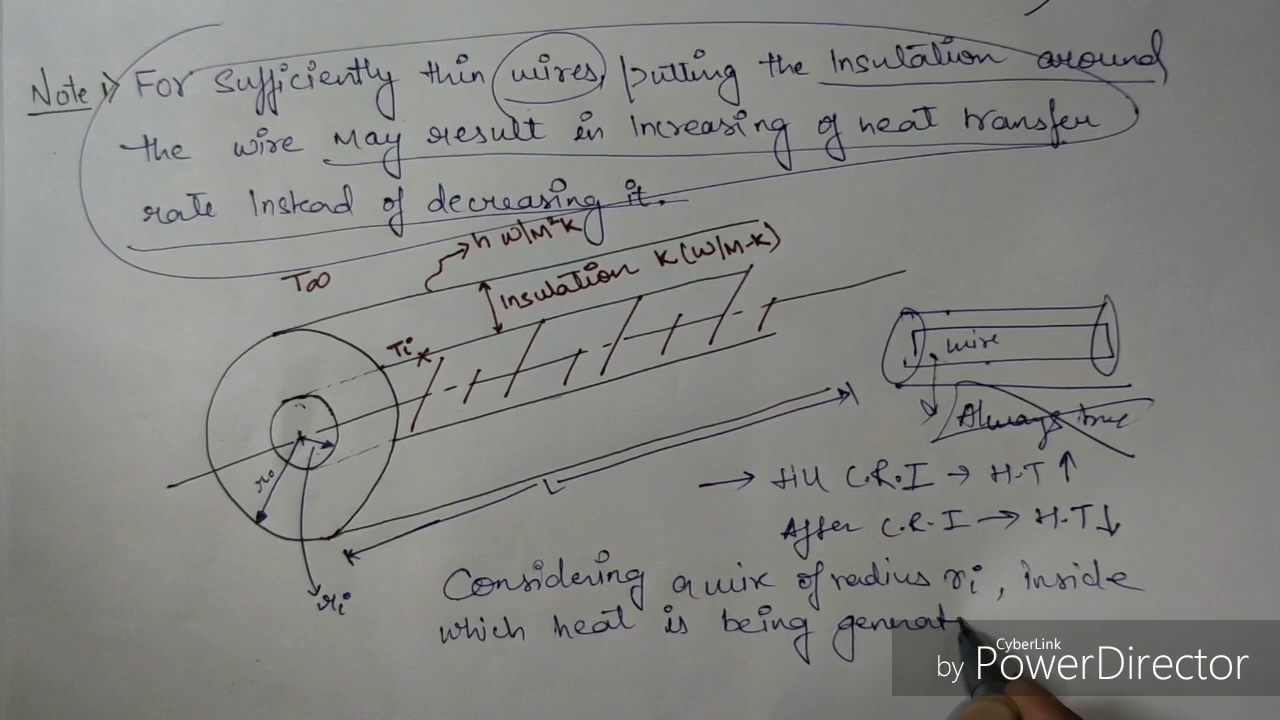 Note 1) For sufficiently thin wires, putting the Insulation around
the wire May result in Increasing of heat transfer
rate Instead of decreasing it.
h W/M²K
T∞
Insulation K (W/M-K)
Ti
wire
Always true
ro
L
→ till C.R.I → H.T ↑
After C.R.I → H.T ↓
ri
Considering a wire of radius ri, inside
which heat is being generat
CyberLink
by PowerDirector